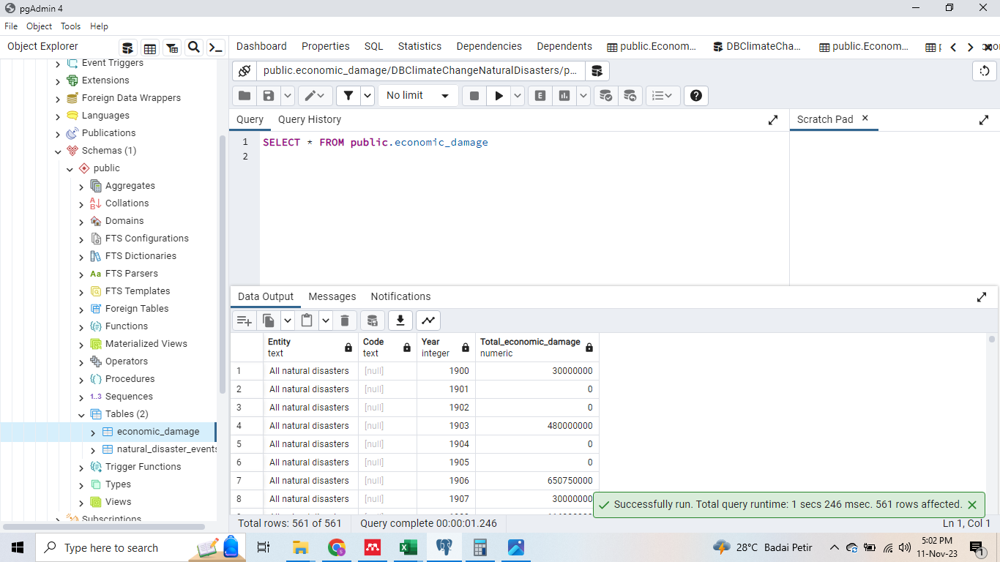 pgAdmin 4
File Object Tools Help
Object Explorer
Dashboard Properties SQL Statistics Dependencies Dependents public.Econom... DBClimateCha... public.Econom...
Event Triggers
Extensions
Foreign Data Wrappers
Languages
Publications
Schemas (1)
public
Aggregates
Collations
Domains
FTS Configurations
FTS Dictionaries
Aa FTS Parsers
FTS Templates
Foreign Tables
Functions
Materialized Views
Operators
Procedures
1..3 Sequences
Tables (2)
economic_damage
natural_disaster_events
Trigger Functions
Types
Views
Subscriptions
public.economic_damage/DBClimateChangeNaturalDisasters/p...
No limit
E
Query Query History
Scratch Pad
1 SELECT * FROM public.economic_damage
2
Data Output Messages Notifications
Entity Code Year Total_economic_damage
text text integer numeric
1 All natural disasters [null] 1900 30000000
2 All natural disasters [null] 1901 0
3 All natural disasters [null] 1902 0
4 All natural disasters [null] 1903 480000000
5 All natural disasters [null] 1904 0
6 All natural disasters [null] 1905 0
7 All natural disasters [null] 1906 650750000
8 All natural disasters [null] 1907 30000000
Successfully run. Total query runtime: 1 secs 246 msec. 561 rows affected.
Total rows: 561 of 561 Query complete 00:00:01.246 Ln 1, Col 1
Type here to search
28°C Badai Petir
5:02 PM
11-Nov-23
1